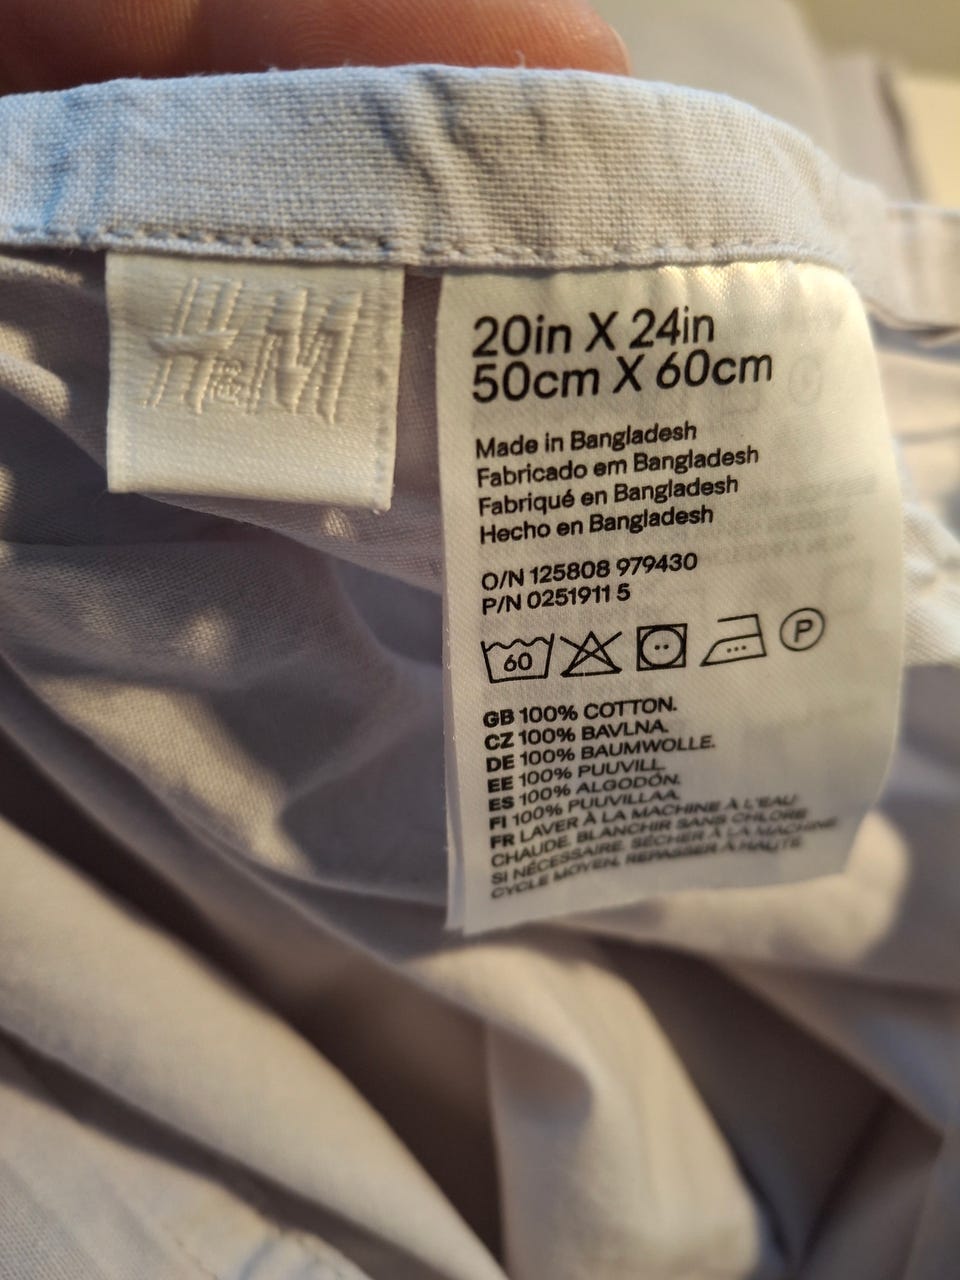 H&M
20in X 24in
50cm X 60cm
Made in Bangladesh
Fabricado em Bangladesh
Fabriqué en Bangladesh
Hecho en Bangladesh
O/N 125808 979430
P/N 0251911 5
60 P
GB 100% COTTON.
CZ 100% BAVLNA.
DE 100% BAUMWOLLE.
EE 100% PUUVILL.
ES 100% ALGODÓN.
FI 100% PUUVILLAA.
FR LAVER À LA MACHINE À L'EAU
CHAUDE. BLANCHIR SANS CHLORE
SI NÉCESSAIRE. SÉCHER À LA MACHINE
CYCLE MOYEN. REPASSER À HAUTE